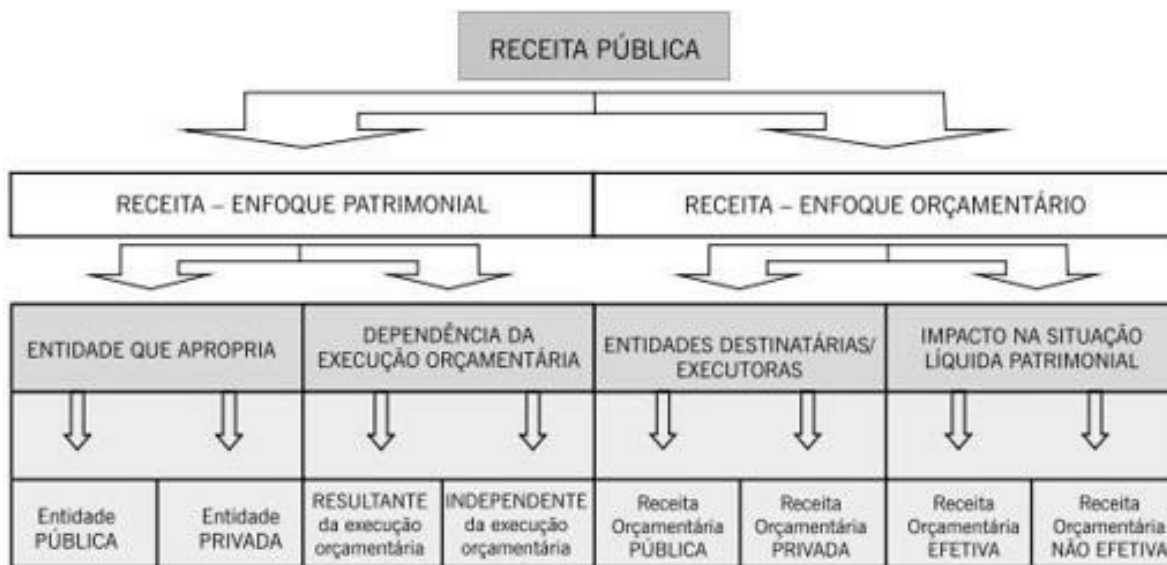 RECEITA PÚBLICA
RECEITA – ENFOQUE PATRIMONIAL
RECEITA – ENFOQUE ORÇAMENTÁRIO
ENTIDADE QUE APROPRIA
DEPENDÊNCIA DA
EXECUÇÃO ORÇAMENTÁRIA
ENTIDADES DESTINATÁRIAS/
EXECUTORAS
IMPACTO NA SITUAÇÃO
LÍQUIDA PATRIMONIAL
Entidade
PÚBLICA
Entidade
PRIVADA
RESULTANTE
da execução
orçamentária
INDEPENDENTE
da execução
orçamentária
Receita
Orçamentária
PÚBLICA
Receita
Orçamentária
PRIVADA
Receita
Orçamentária
EFETIVA
Receita
Orçamentária
NÃO EFETIVA